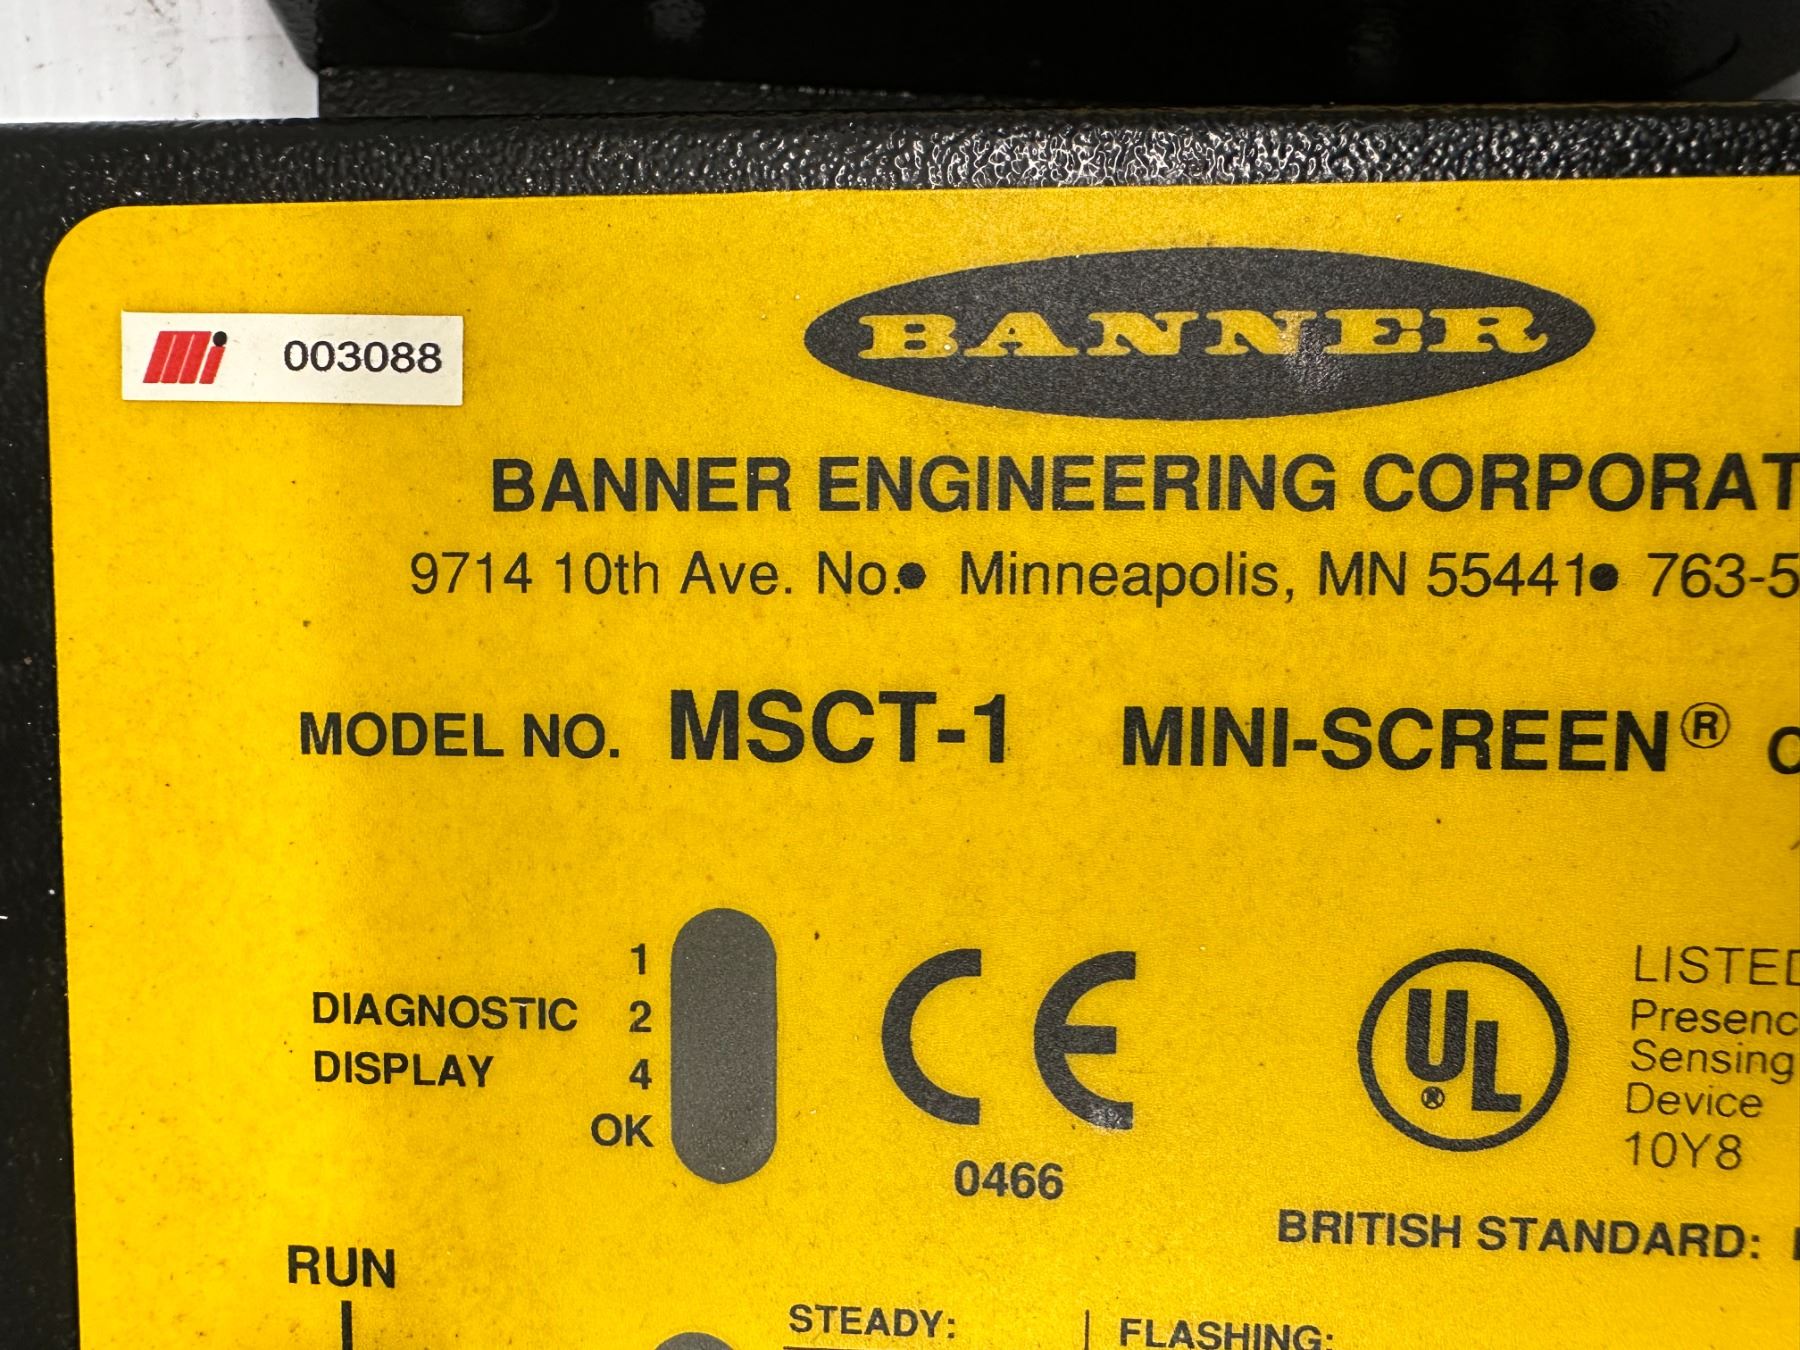 mi 003088
BANNER
BANNER ENGINEERING CORPORAT
9714 10th Ave. No.● Minneapolis, MN 55441● 763-5
MODEL NO. MSCT-1 MINI-SCREEN®
DIAGNOSTIC
DISPLAY
1
2
4
OK
CE
0466
UL®
LISTED
Presenc
Sensing
Device
10Y8
BRITISH STANDARD:
RUN
STEADY:
FLASHING: